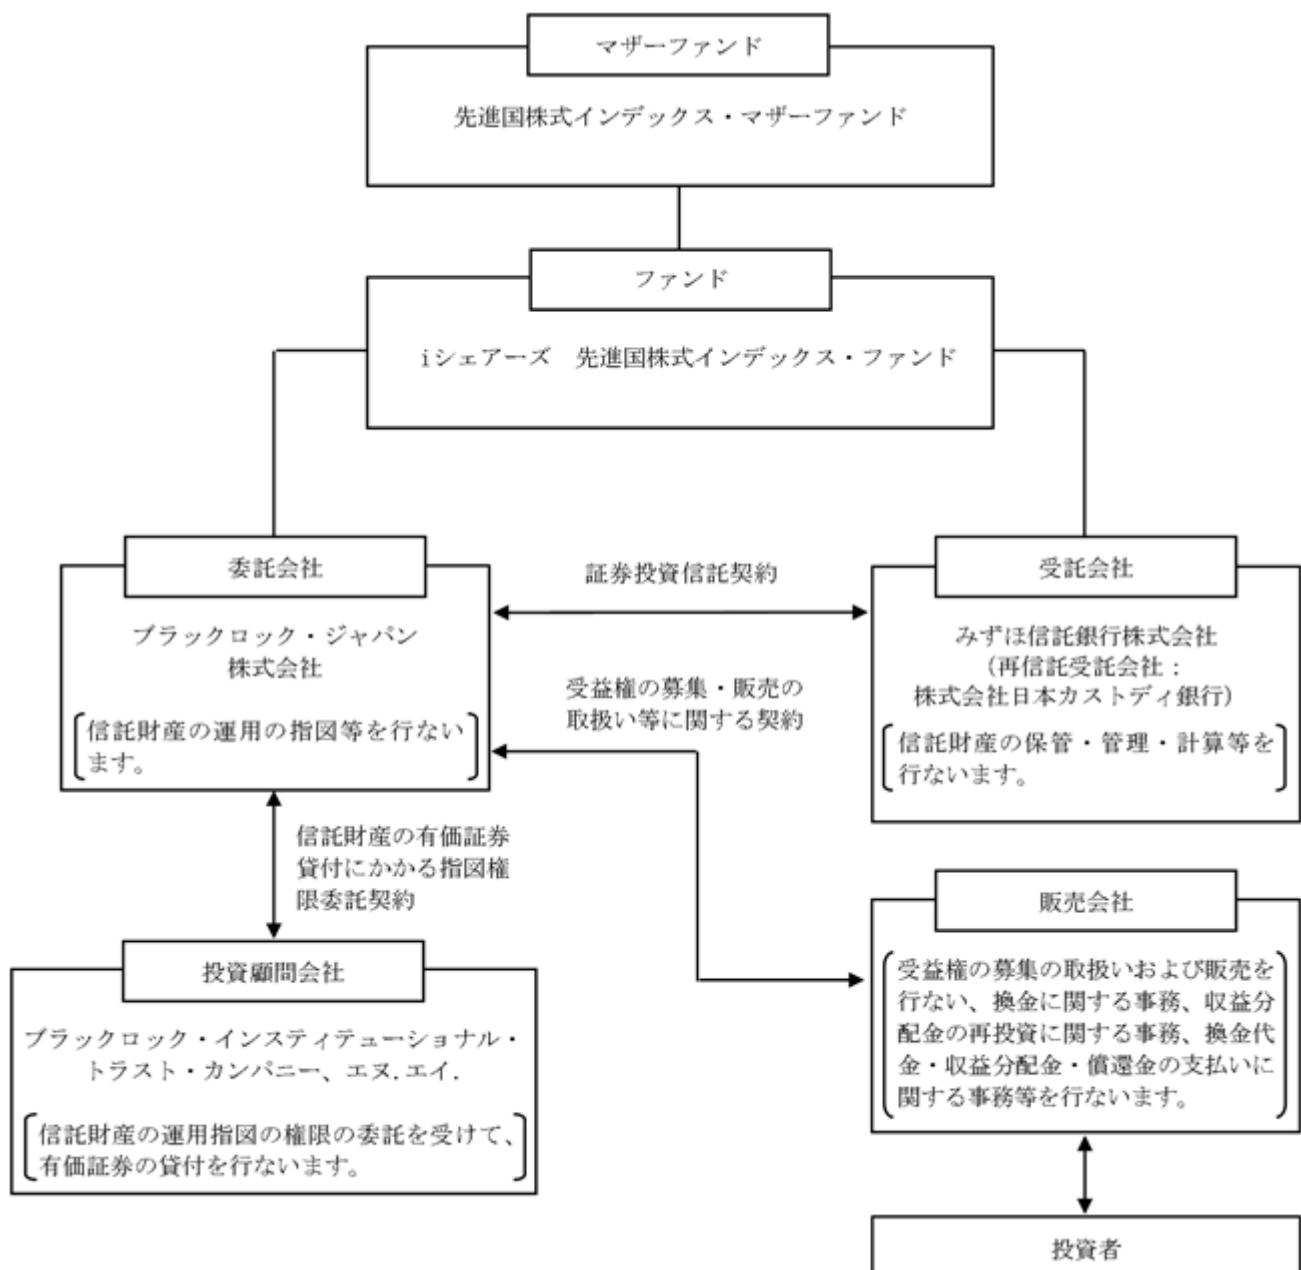 マザーファンド
先進国株式インデックス・マザーファンド
ファンド
iシェアーズ　先進国株式インデックス・ファンド
委託会社
ブラックロック・ジャパン
株式会社
信託財産の運用の指図等を行ない
ます。
証券投資信託契約
受益権の募集・販売の
取扱い等に関する契約
受託会社
みずほ信託銀行株式会社
（再信託受託会社：
株式会社日本カストディ銀行）
信託財産の保管・管理・計算等を
行ないます。
信託財産の有価証券
貸付にかかる指図権
限委託契約
投資顧問会社
ブラックロック・インスティテューショナル・
トラスト・カンパニー、エヌ.エイ.
信託財産の運用指図の権限の委託を受けて、
有価証券の貸付を行ないます。
販売会社
受益権の募集の取扱いおよび販売を
行ない、換金に関する事務、収益分
配金の再投資に関する事務、換金代
金・収益分配金・償還金の支払いに
関する事務等を行ないます。
投資者